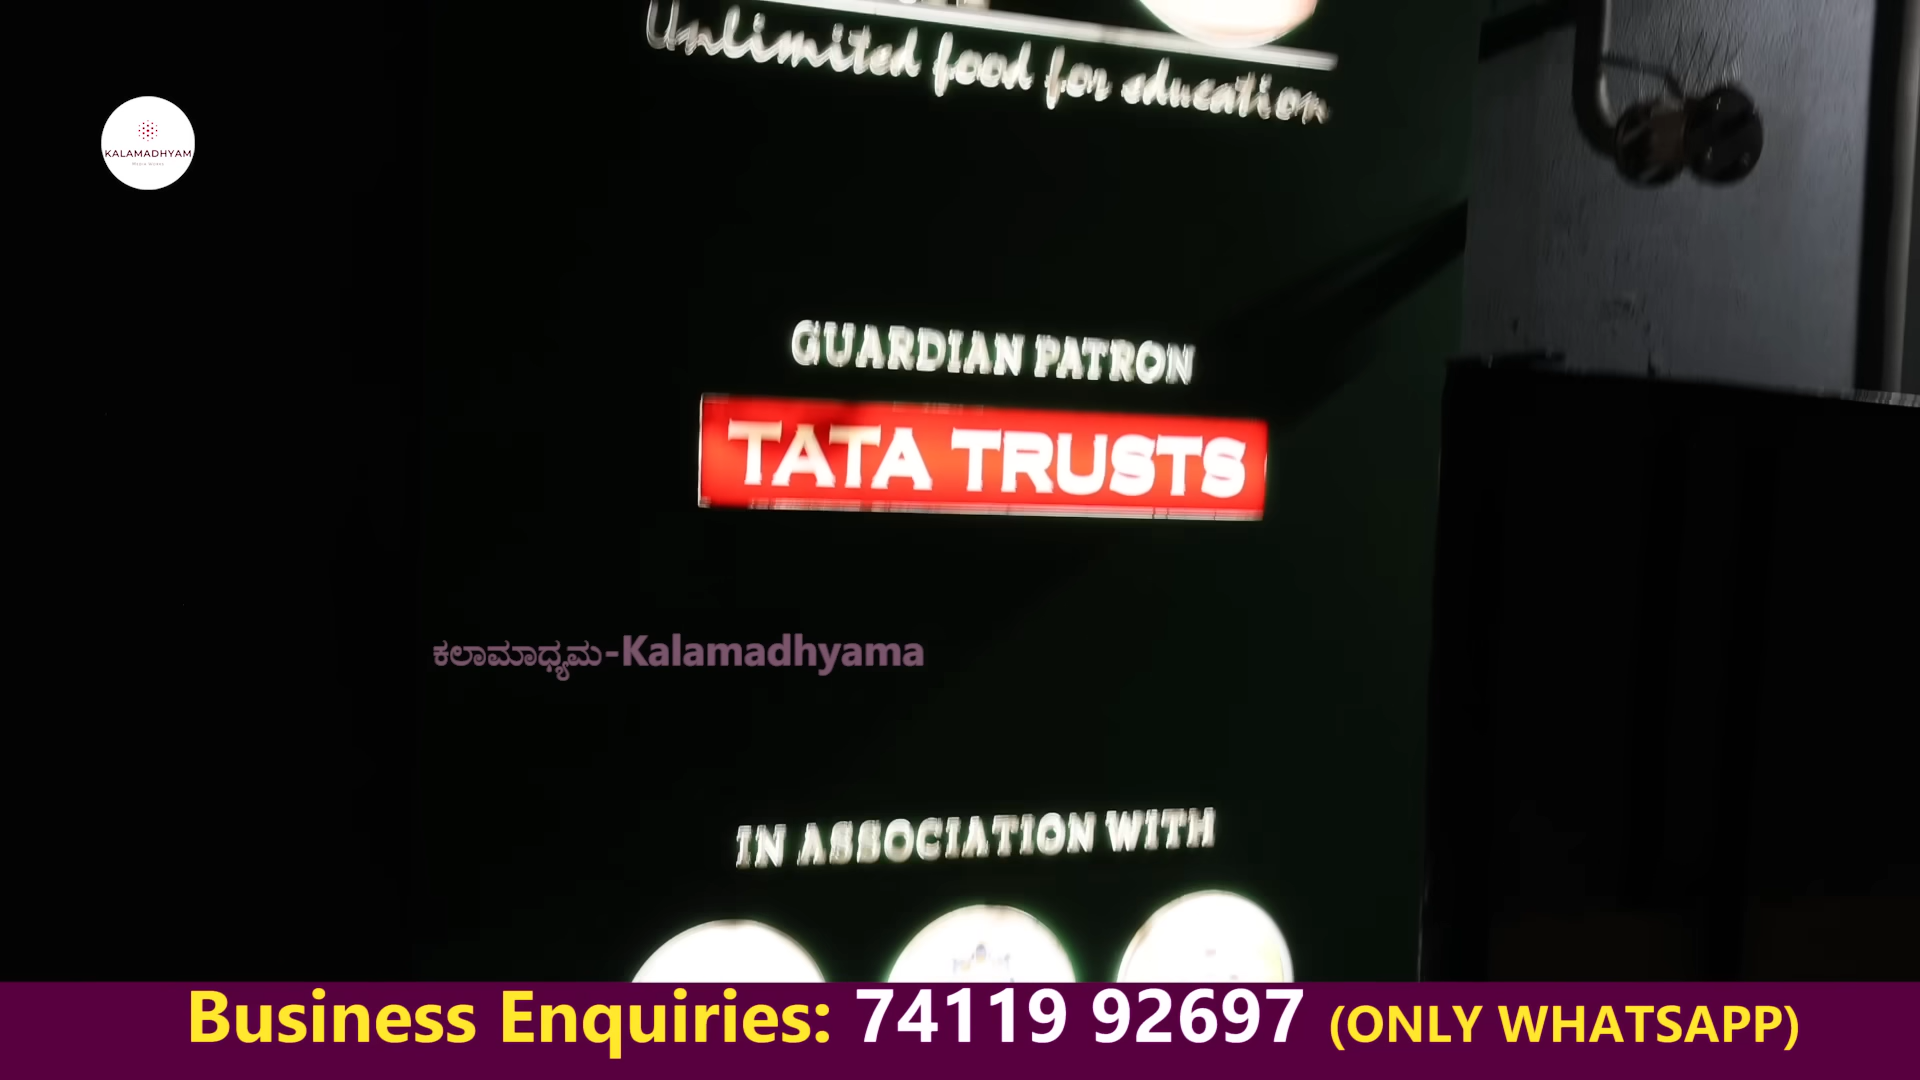 Unlimited food for education
KALAMADHYAM
GUARDIAN PATRON
TATA TRUSTS
ಕಲಾಮಾಧ್ಯಮ-Kalamadhyama
IN ASSOCIATION WITH
Business Enquiries: 74119 92697 (ONLY WHATSAPP)